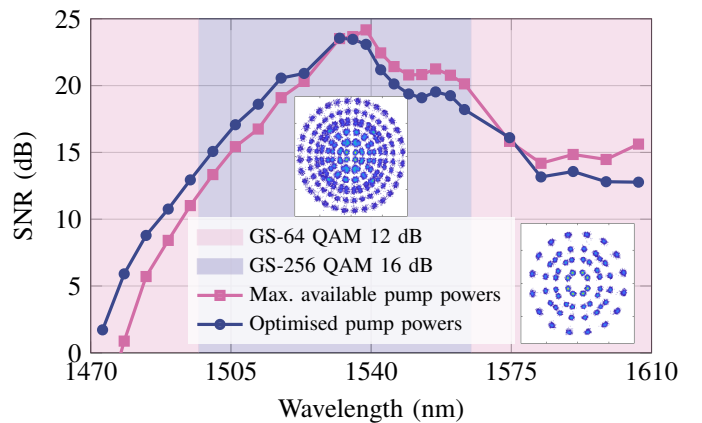 25
20
15
10
5
0
SNR (dB)
GS-64 QAM 12 dB
GS-256 QAM 16 dB
Max. available pump powers
Optimised pump powers
1470 1505 1540 1575 1610
Wavelength (nm)